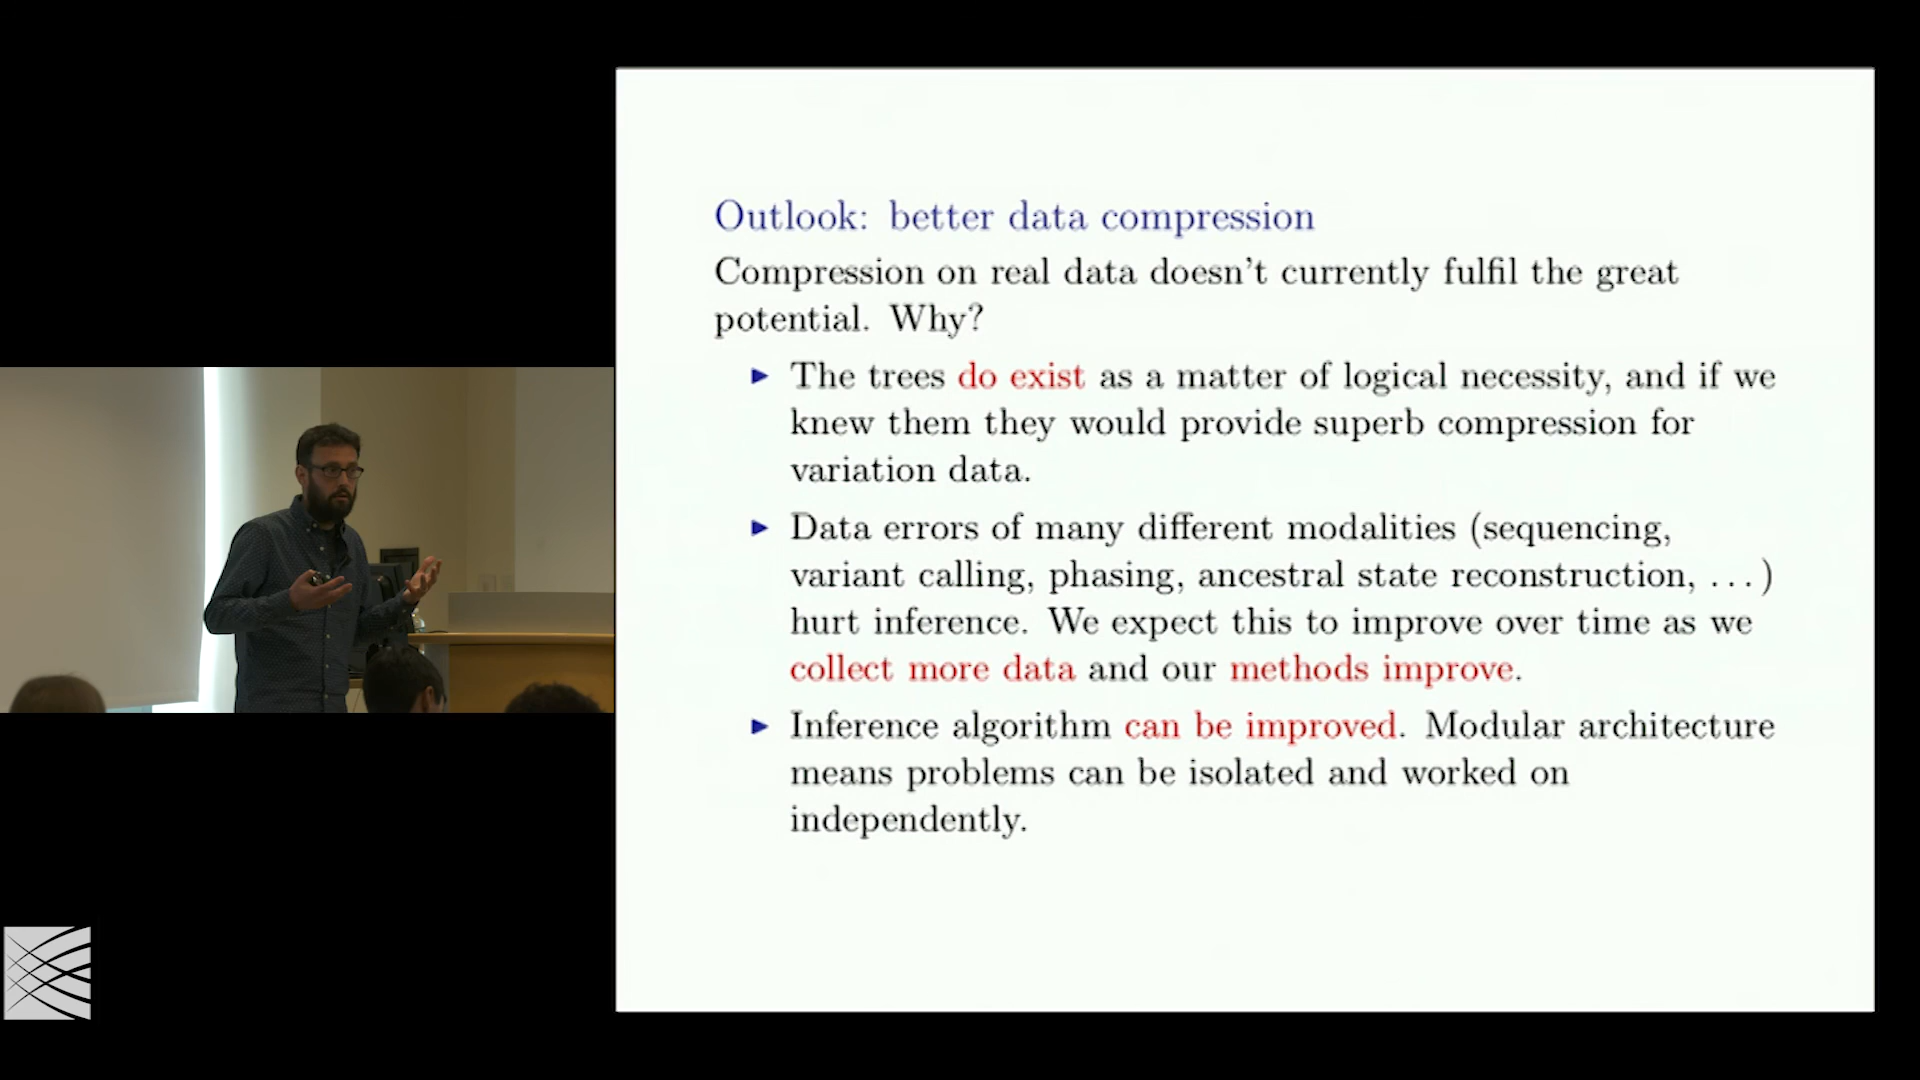 Outlook: better data compression
Compression on real data doesn't currently fulfil the great
potential. Why?
▶ The trees do exist as a matter of logical necessity, and if we
knew them they would provide superb compression for
variation data.
▶ Data errors of many different modalities (sequencing,
variant calling, phasing, ancestral state reconstruction, ...)
hurt inference. We expect this to improve over time as we
collect more data and our methods improve.
▶ Inference algorithm can be improved. Modular architecture
means problems can be isolated and worked on
independently.